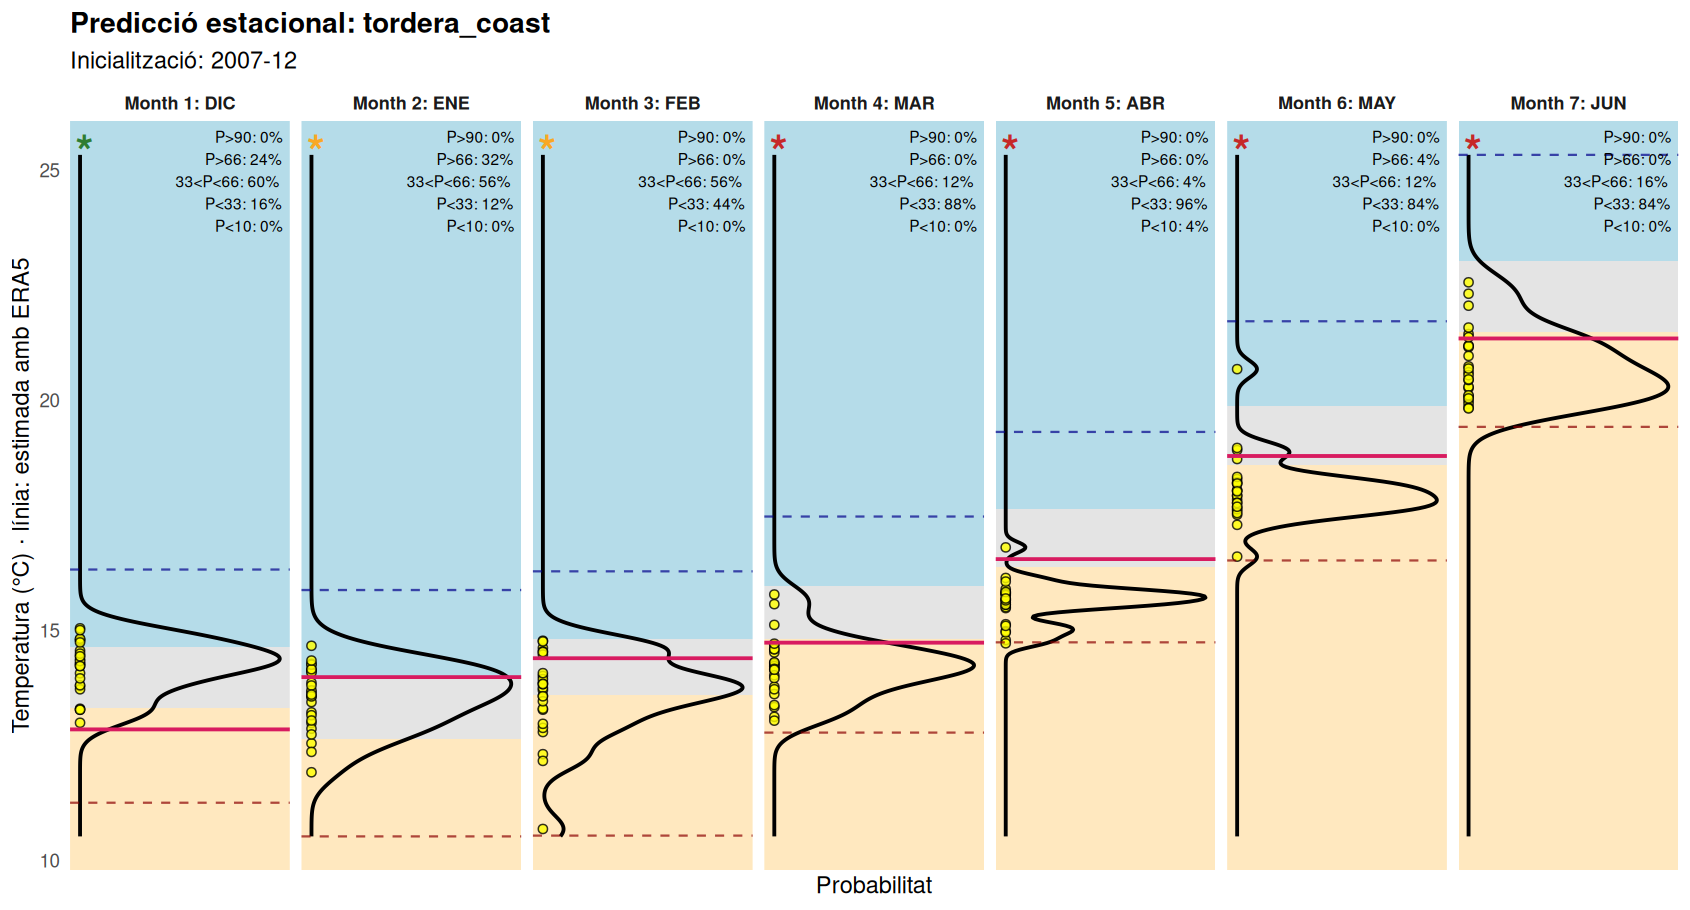 Predicció estacional: tordera_coast
Inicialització: 2007-12
Month 1: DIC
Month 2: ENE
Month 3: FEB
Month 4: MAR
Month 5: ABR
Month 6: MAY
Month 7: JUN
P>90: 0%
P>66: 24%
33<P<66: 60%
P<33: 16%
P<10: 0%
P>90: 0%
P>66: 32%
33<P<66: 56%
P<33: 12%
P<10: 0%
P>90: 0%
P>66: 0%
33<P<66: 56%
P<33: 44%
P<10: 0%
P>90: 0%
P>66: 0%
33<P<66: 12%
P<33: 88%
P<10: 0%
P>90: 0%
P>66: 0%
33<P<66: 4%
P<33: 96%
P<10: 4%
P>90: 0%
P>66: 4%
33<P<66: 12%
P<33: 84%
P<10: 0%
P>90: 0%
P>66: 0%
33<P<66: 16%
P<33: 84%
P<10: 0%
25
20
15
10
Temperatura (°C) · línia: estimada amb ERA5
Probabilitat